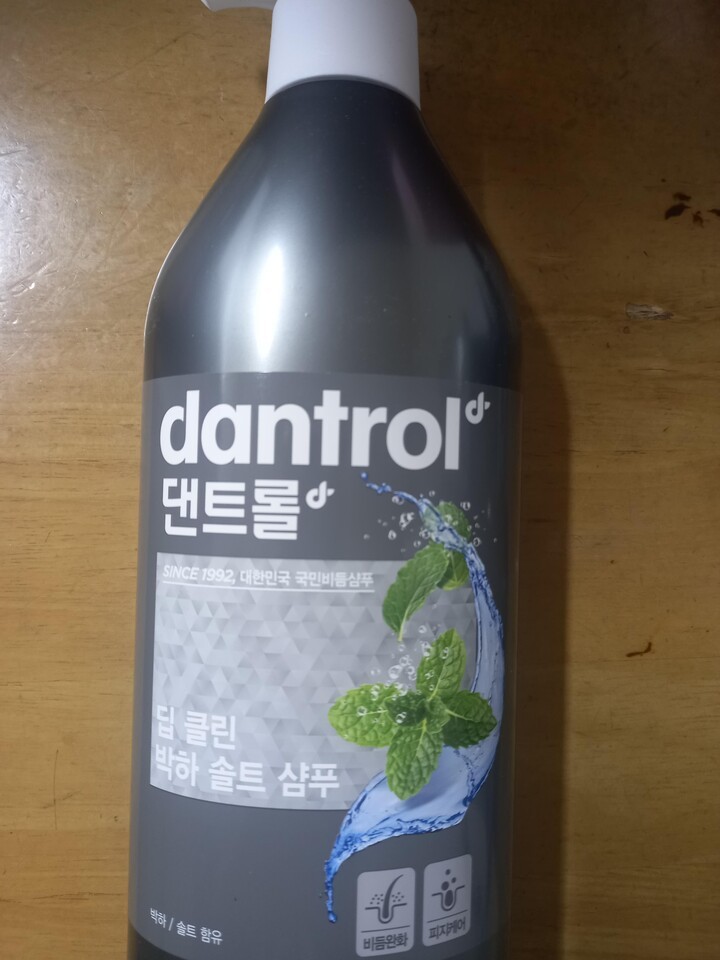 dantrol
댄트롤
SINCE 1992, 대한민국 국민비듬샴푸
딥 클린
박하 솔트 샴푸
박하 / 솔트 함유
비듬완화
피지케어